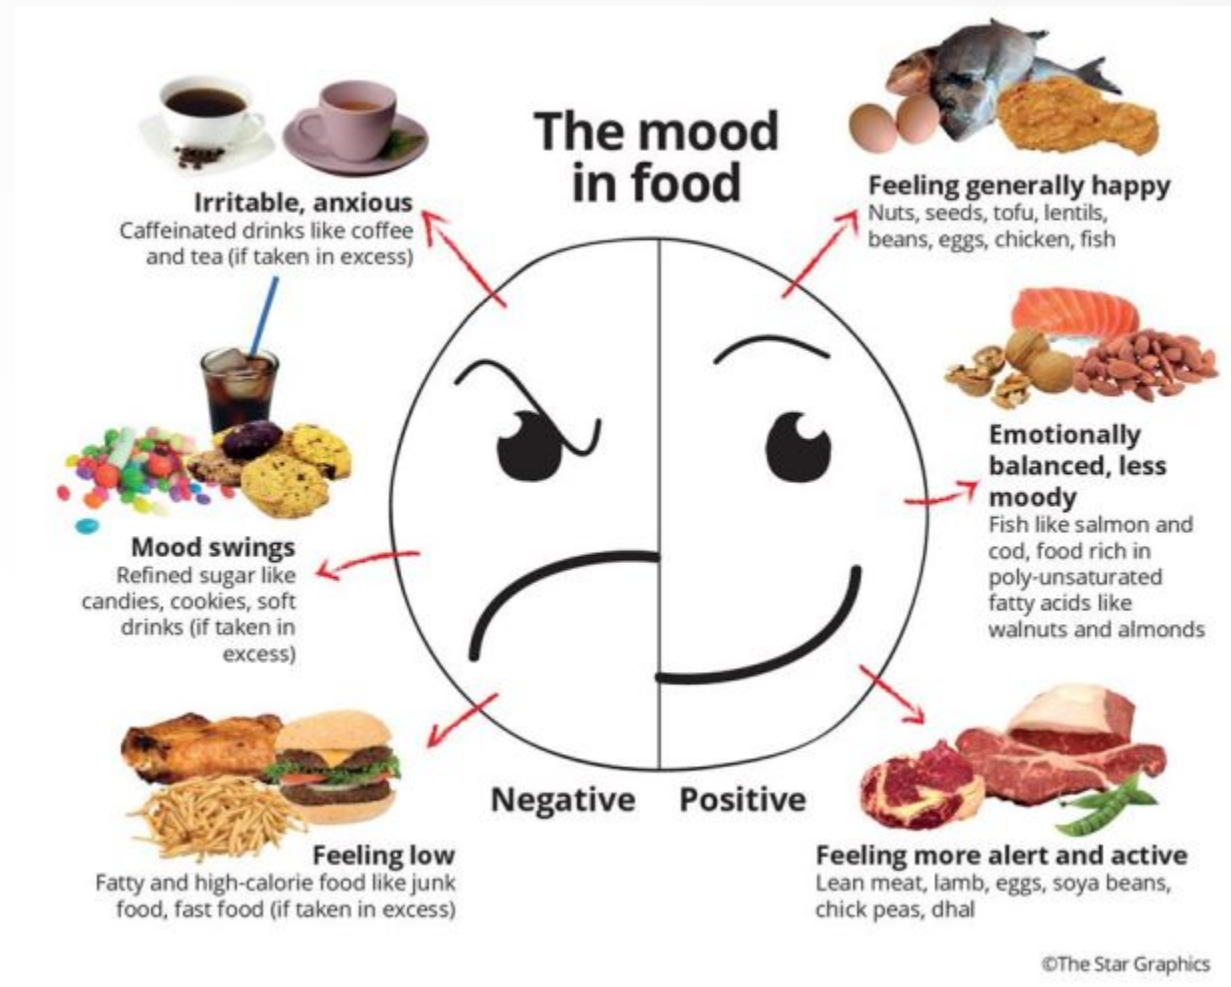 The mood
in food
Irritable, anxious
Caffeinated drinks like coffee
and tea (if taken in excess)
Mood swings
Refined sugar like
candies, cookies, soft
drinks (if taken in
excess)
Feeling low
Fatty and high-calorie food like junk
food, fast food (if taken in excess)
Negative
Positive
Feeling generally happy
Nuts, seeds, tofu, lentils,
beans, eggs, chicken, fish
Emotionally
balanced, less
moody
Fish like salmon and
cod, food rich in
poly-unsaturated
fatty acids like
walnuts and almonds
Feeling more alert and active
Lean meat, lamb, eggs, soya beans,
chick peas, dhal
©The Star Graphics